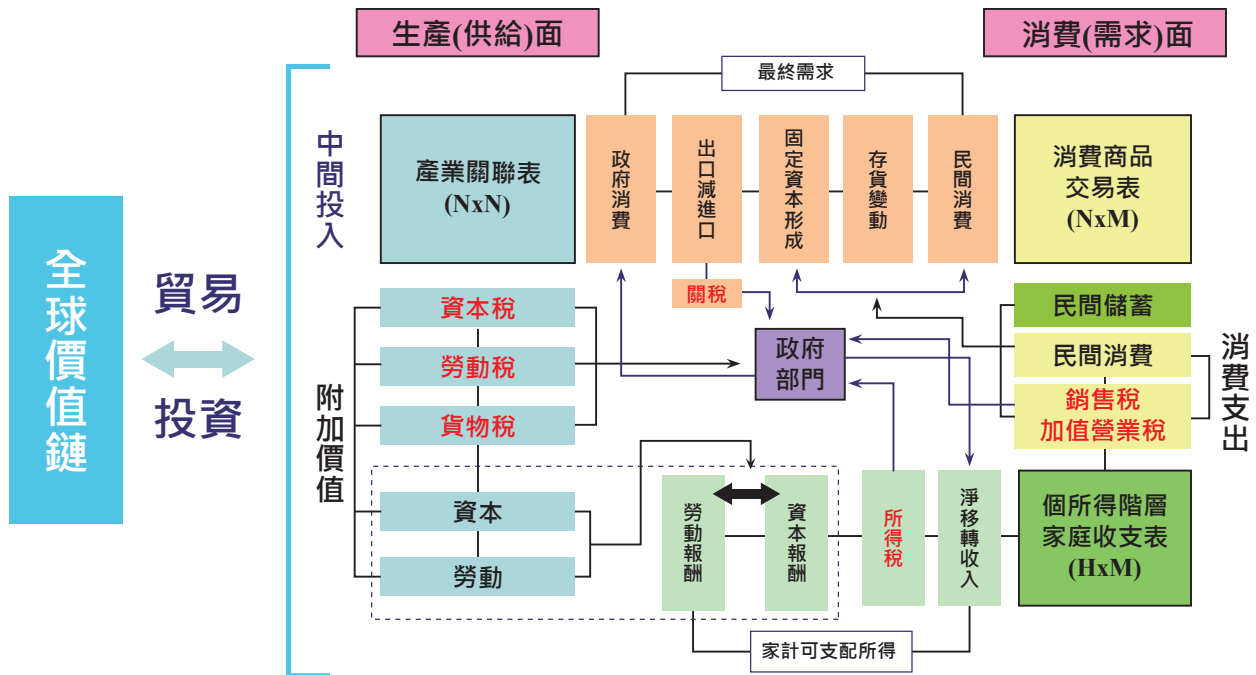 生產(供給)面
消費(需求)面
最終需求
中間投入
產業關聯表
(NxN)
政府消費
出口減進口
固定資本形成
存貨變動
民間消費
消費商品
交易表
(NxM)
全球價值鏈
貿易
投資
關稅
資本稅
勞動稅
貨物稅
政府
部門
民間儲蓄
民間消費
銷售稅
加值營業稅
消費支出
附加價值
資本
勞動
勞動報酬
資本報酬
所得稅
淨移轉收入
個所得階層
家庭收支表
(HxM)
家計可支配所得